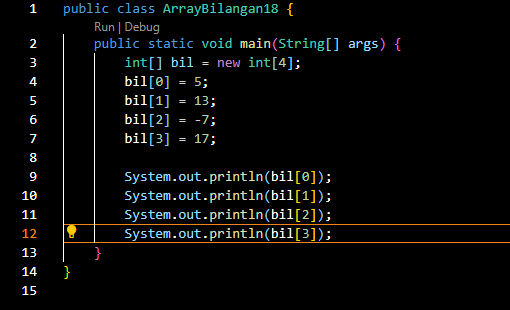 1 public class ArrayBilangan18 {
Run | Debug
2     public static void main(String[] args) {
3         int[] bil = new int[4];
4         bil[0] = 5;
5         bil[1] = 13;
6         bil[2] = -7;
7         bil[3] = 17;
8
9         System.out.println(bil[0]);
10         System.out.println(bil[1]);
11         System.out.println(bil[2]);
12         System.out.println(bil[3]);
13     }
14 }
15